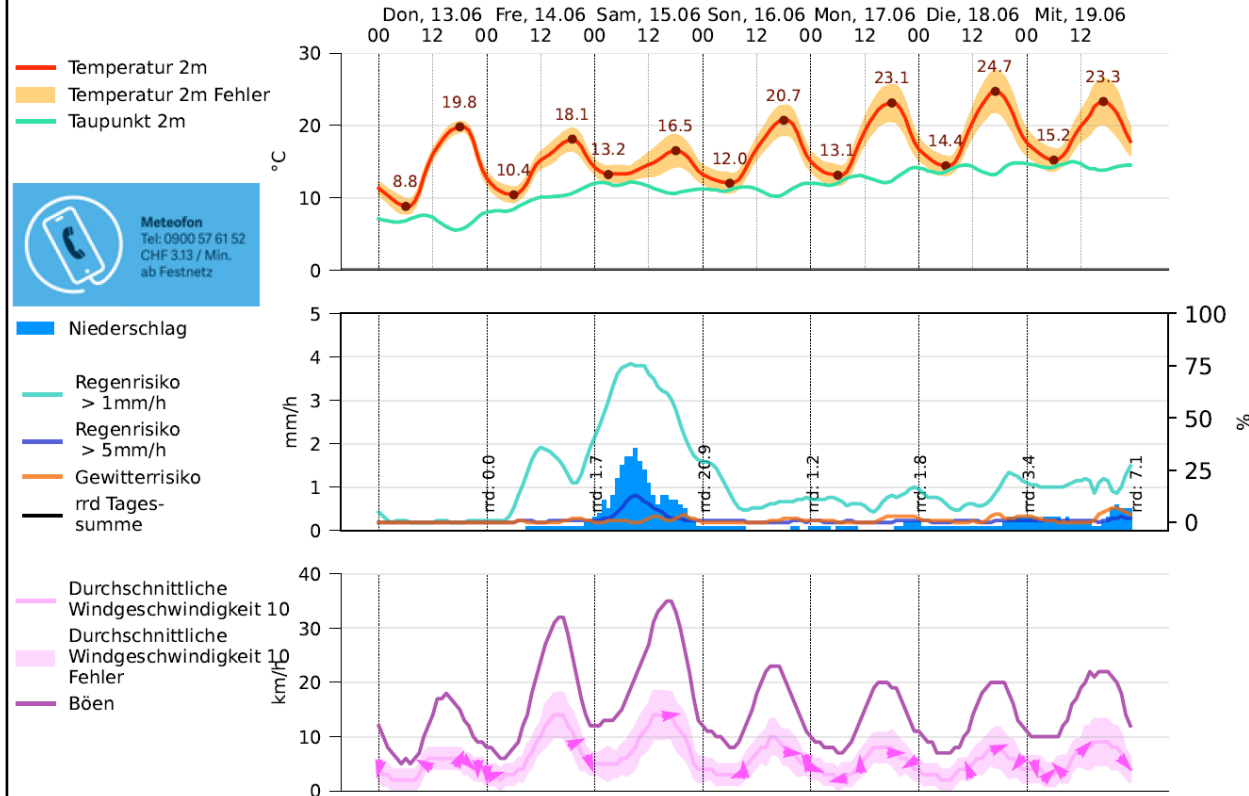 Don, 13.06 Fre, 14.06 Sam, 15.06 Son, 16.06 Mon, 17.06 Die, 18.06 Mit, 19.06
00 12 00 12 00 12 00 12 00 12 00 12 00 12
Temperatur 2m
Temperatur 2m Fehler
Taupunkt 2m
°C
30
20
10
0
8.8
19.8
10.4
18.1
13.2
16.5
12.0
20.7
13.1
23.1
14.4
24.7
15.2
23.3
Meteofon
Tel: 0900 57 61 52
CHF 3.13 / Min.
ab Festnetz
Niederschlag
Regenrisiko
> 1mm/h
Regenrisiko
> 5mm/h
Gewitterrisiko
rrd Tages-
summe
mm/h
5
4
3
2
1
0
rrd: 0.0
rrd: 1.7
rrd: 20.9
rrd: 1.2
rrd: 1.8
rrd: 3.4
rrd: 7.1
100
75
50
25
0
%
Durchschnittliche
Windgeschwindigkeit 10
Durchschnittliche
Windgeschwindigkeit 10
Fehler
Böen
km/h
40
30
20
10
0